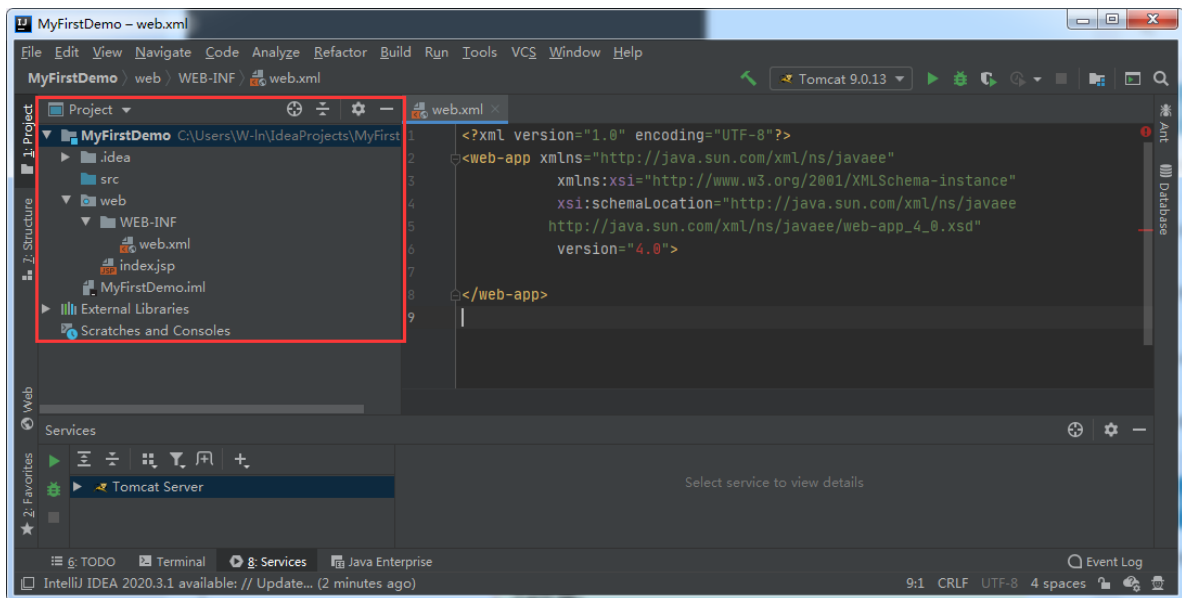 MyFirstDemo – web.xml
File Edit View Navigate Code Analyze Refactor Build Run Tools VCS Window Help
MyFirstDemo 〉 web 〉 WEB-INF 〉 web.xml
Tomcat 9.0.13
1: Project
7: Structure
Web
2: Favorites
Project
MyFirstDemo C:\Users\W-ln\IdeaProjects\MyFirst
.idea
src
web
WEB-INF
web.xml
index.jsp
MyFirstDemo.iml
External Libraries
Scratches and Consoles
web.xml
1 <?xml version="1.0" encoding="UTF-8"?>
2 <web-app xmlns="http://java.sun.com/xml/ns/javaee"
3 xmlns:xsi="http://www.w3.org/2001/XMLSchema-instance"
4 xsi:schemaLocation="http://java.sun.com/xml/ns/javaee
5 http://java.sun.com/xml/ns/javaee/web-app_4_0.xsd"
6 version="4.0">
7
8 </web-app>
9
Ant
Database
Services
Tomcat Server
Select service to view details
6: TODO Terminal 8: Services Java Enterprise Event Log
IntelliJ IDEA 2020.3.1 available: // Update... (2 minutes ago) 9:1 CRLF UTF-8 4 spaces